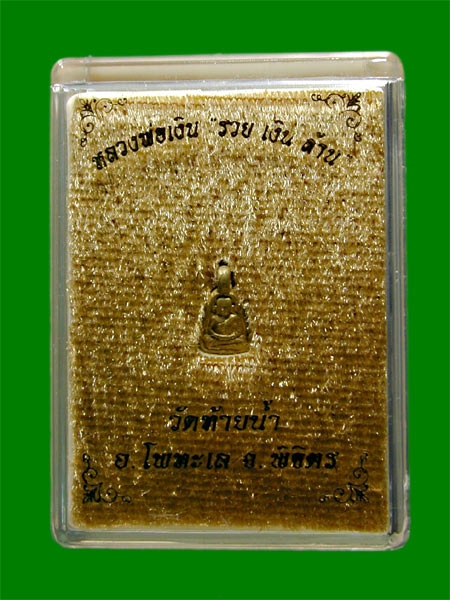 หลวงพ่อเงิน "รวย เงิน ล้าน"
วัดท้ายน้ำ
อ.โพทะเล จ.พิจิตร